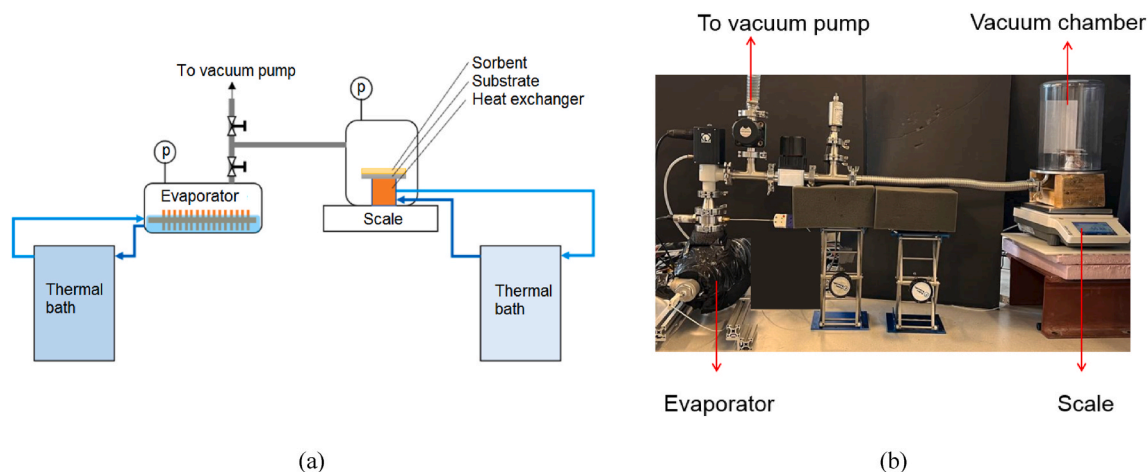 To vacuum pump
p
p
Sorbent
Substrate
Heat exchanger
Evaporator
Scale
Thermal
bath
Thermal
bath
(a)
To vacuum pump
Vacuum chamber
Evaporator
Scale
(b)